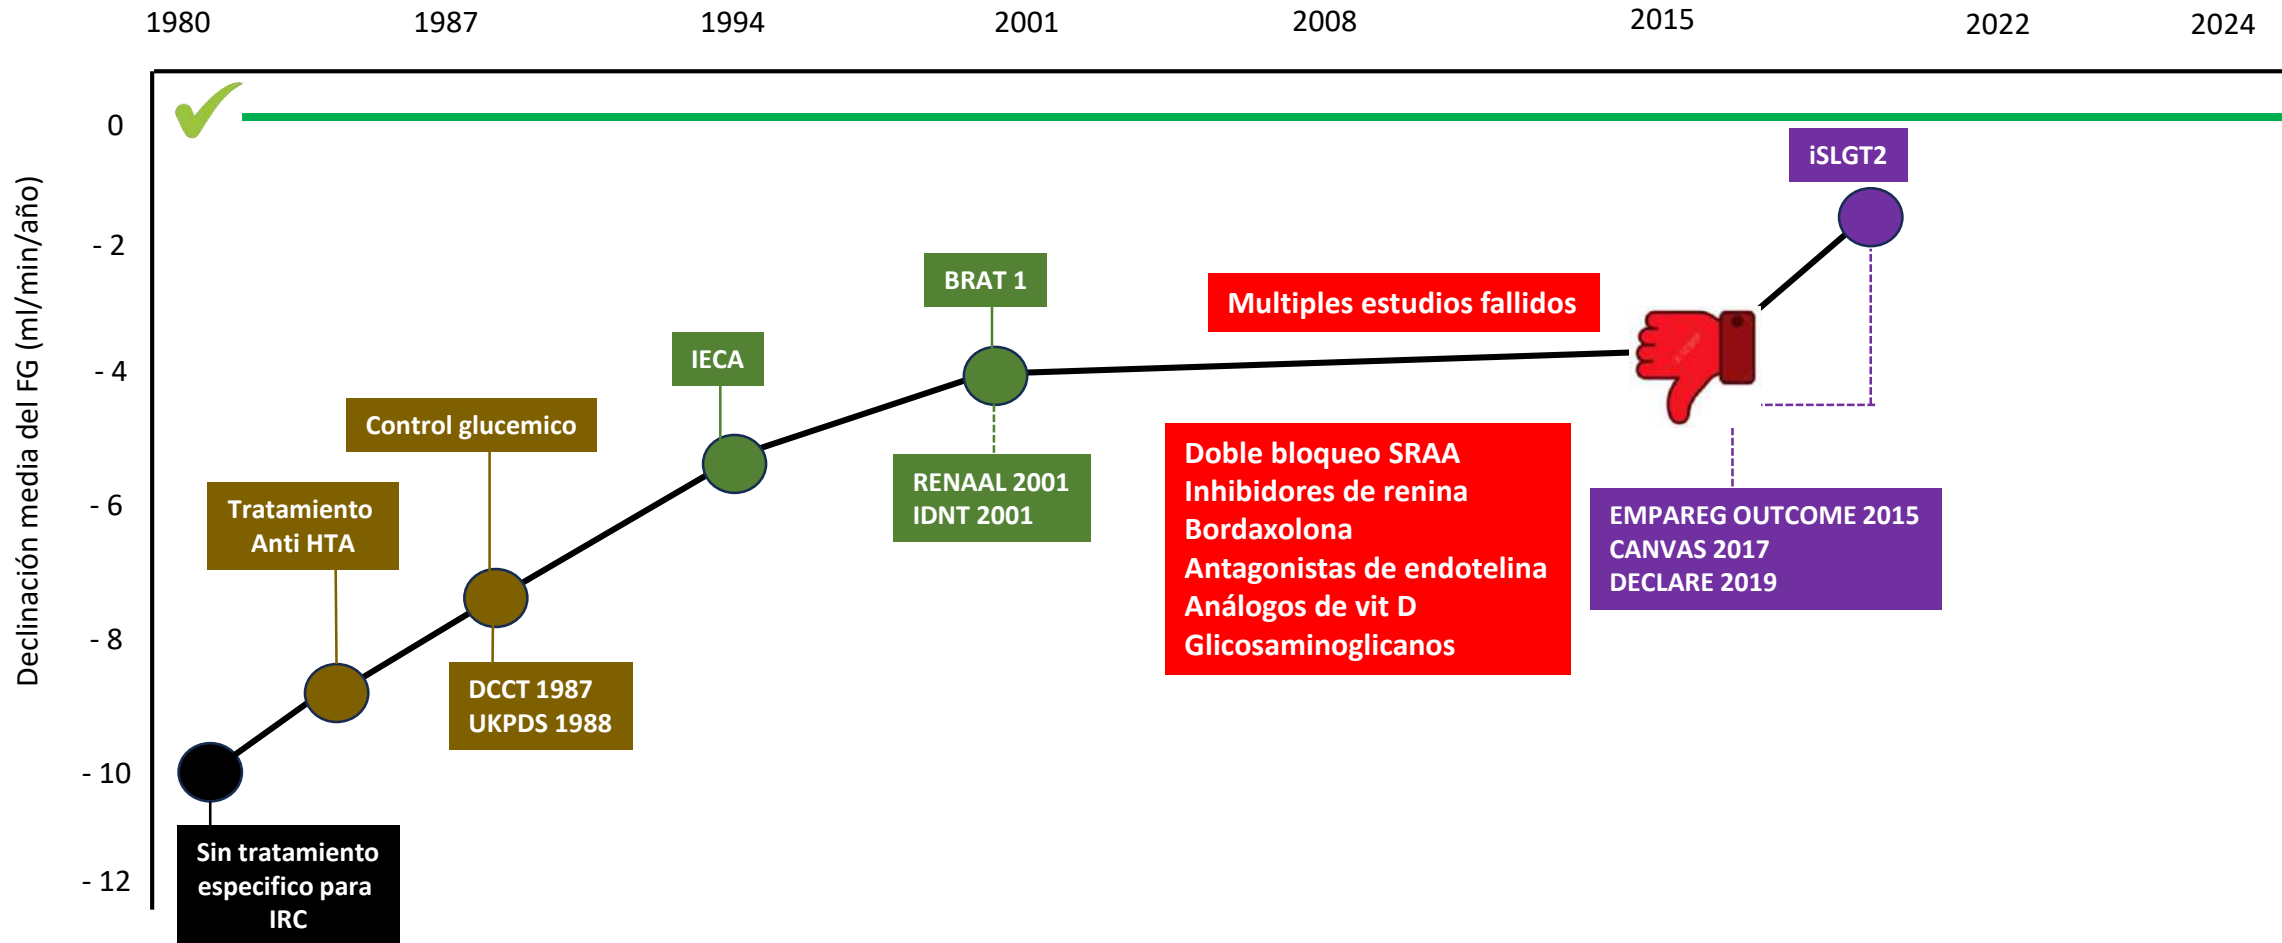 1980 1987 1994 2001 2008 2015 2022 2024
Declinación media del FG (ml/min/año)
0
- 2
- 4
- 6
- 8
- 10
- 12
iSLGT2
BRAT 1
Multiples estudios fallidos
IECA
Control glucemico
Doble bloqueo SRAA
Inhibidores de renina
Bordaxolona
Antagonistas de endotelina
Análogos de vit D
Glicosaminoglicanos
RENAAL 2001
IDNT 2001
Tratamiento
Anti HTA
EMPAREG OUTCOME 2015
CANVAS 2017
DECLARE 2019
DCCT 1987
UKPDS 1988
Sin tratamiento
especifico para
IRC